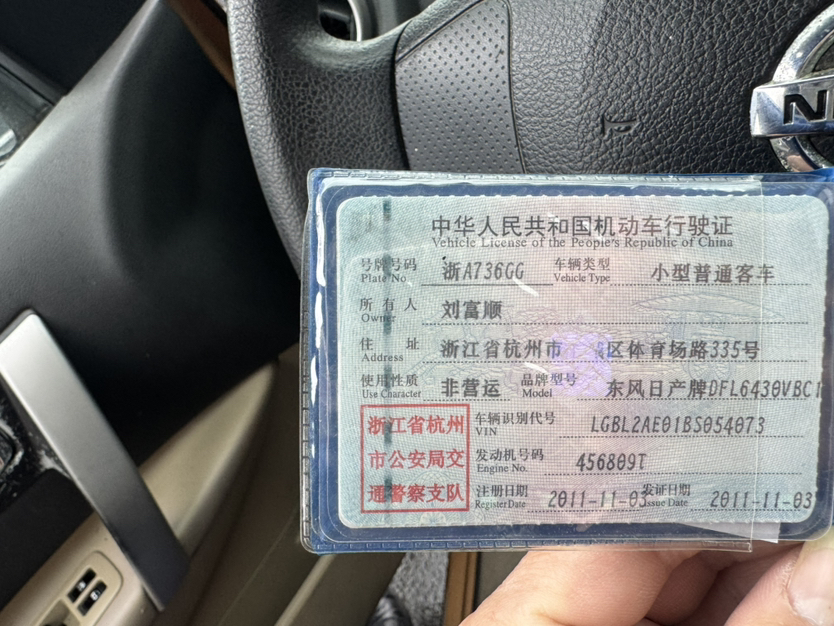 中华人民共和国机动车行驶证
Vehicle License of the People's Republic of China
号牌号码 浙A736GG 车辆类型 小型普通客车
Plate No Vehicle Type
所有人 刘富顺
Owner
住址 浙江省杭州市 区体育场路335号
Address
使用性质 非营运 品牌型号 东风日产牌DFL6430VBC1
Use Character Model
浙江省杭州
市公安局交
通警察支队
车辆识别代号 LGBL2AE01BS054073
VIN
发动机号码 456809T
Engine No.
注册日期 2011-11-03 发证日期 2011-11-03
Register Date Issue Date